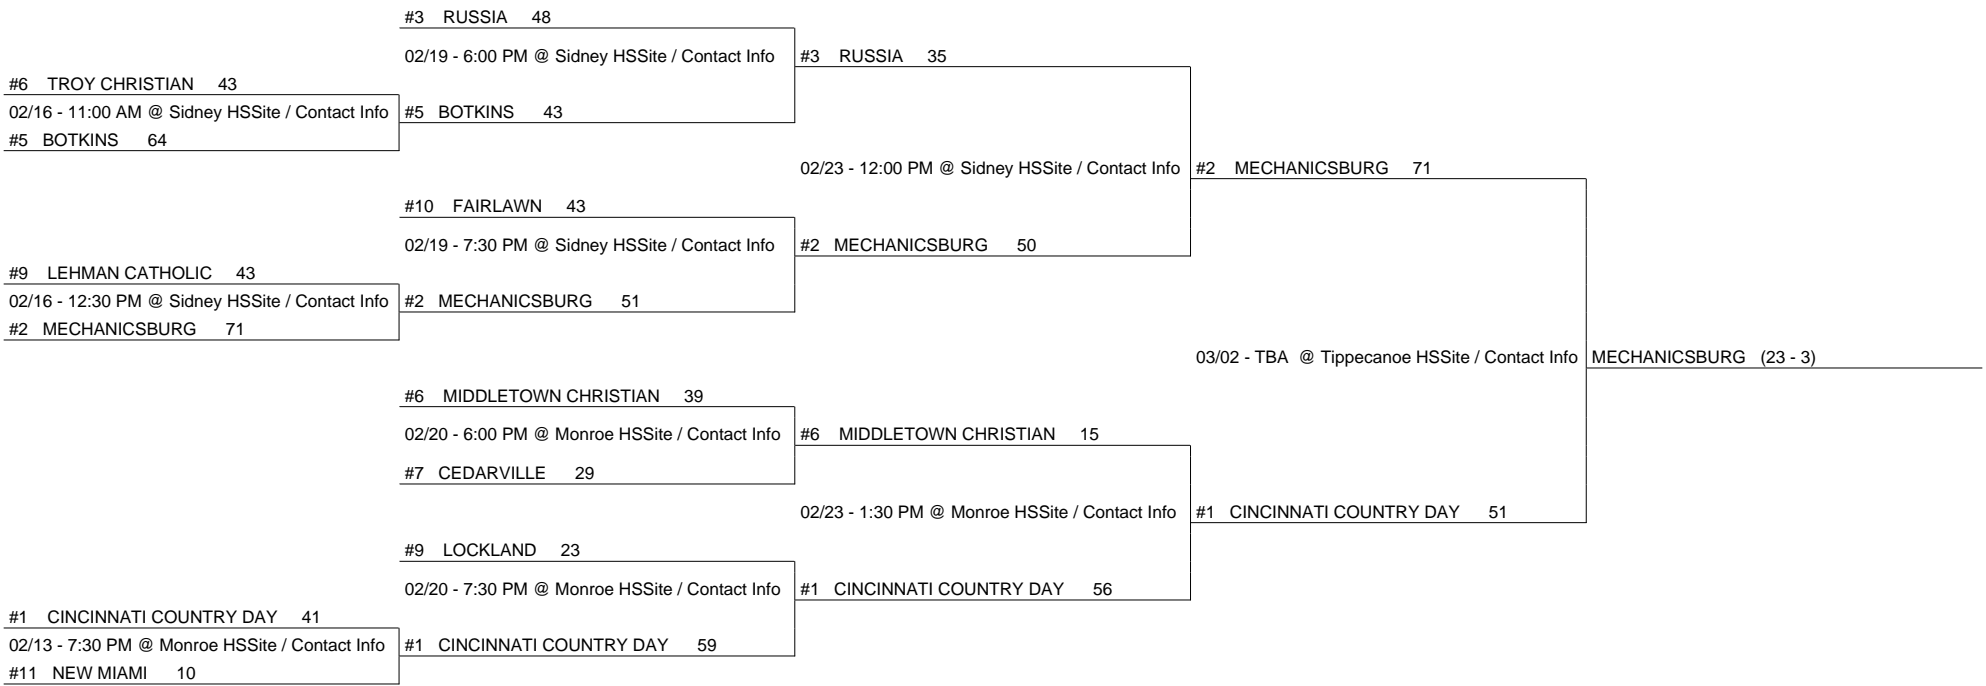 #3 RUSSIA 48
02/19 - 6:00 PM @ Sidney HSSite / Contact Info
#3 RUSSIA 35
#6 TROY CHRISTIAN 43
02/16 - 11:00 AM @ Sidney HSSite / Contact Info
#5 BOTKINS 43
#5 BOTKINS 64
02/23 - 12:00 PM @ Sidney HSSite / Contact Info
#2 MECHANICSBURG 71
#10 FAIRLAWN 43
02/19 - 7:30 PM @ Sidney HSSite / Contact Info
#2 MECHANICSBURG 50
#9 LEHMAN CATHOLIC 43
02/16 - 12:30 PM @ Sidney HSSite / Contact Info
#2 MECHANICSBURG 51
#2 MECHANICSBURG 71
03/02 - TBA @ Tippecanoe HSSite / Contact Info
MECHANICSBURG (23 - 3)
#6 MIDDLETOWN CHRISTIAN 39
02/20 - 6:00 PM @ Monroe HSSite / Contact Info
#6 MIDDLETOWN CHRISTIAN 15
#7 CEDARVILLE 29
02/23 - 1:30 PM @ Monroe HSSite / Contact Info
#1 CINCINNATI COUNTRY DAY 51
#9 LOCKLAND 23
02/20 - 7:30 PM @ Monroe HSSite / Contact Info
#1 CINCINNATI COUNTRY DAY 56
#1 CINCINNATI COUNTRY DAY 41
02/13 - 7:30 PM @ Monroe HSSite / Contact Info
#1 CINCINNATI COUNTRY DAY 59
#11 NEW MIAMI 10